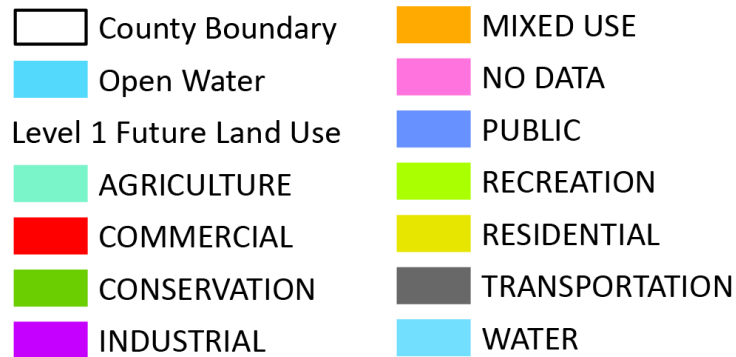 County Boundary
Open Water
Level 1 Future Land Use
AGRICULTURE
COMMERCIAL
CONSERVATION
INDUSTRIAL
MIXED USE
NO DATA
PUBLIC
RECREATION
RESIDENTIAL
TRANSPORTATION
WATER